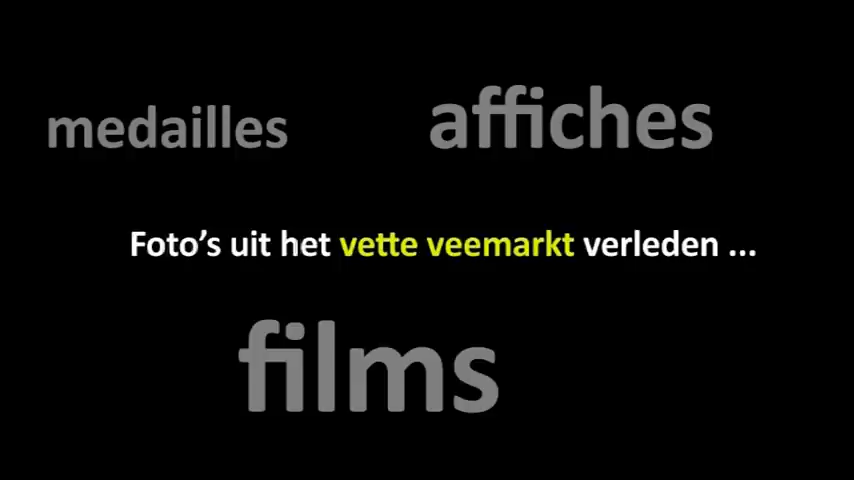 medailles
affiches
Foto's uit het vette veemarkt verleden ...
films